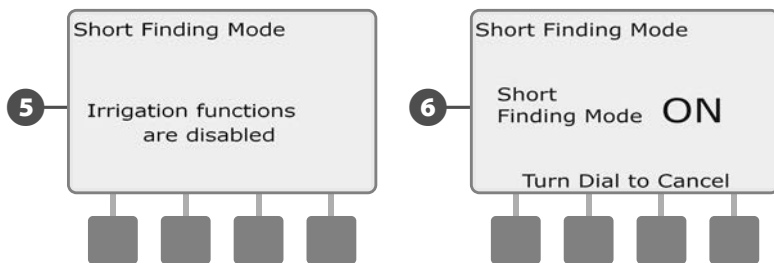 Short Finding Mode
5
Irrigation functions
are disabled
Short Finding Mode
6
Short
Finding Mode ON
Turn Dial to Cancel